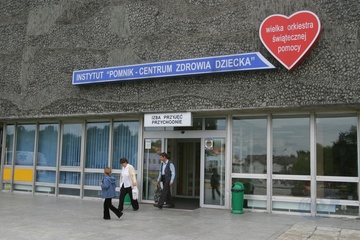 wielka orkiestra
świątecznej
pomocy
INSTYTUT "POMNIK - CENTRUM ZDROWIA DZIECKA"
IZBA PRZYJĘĆ
PRZYCHODNIE